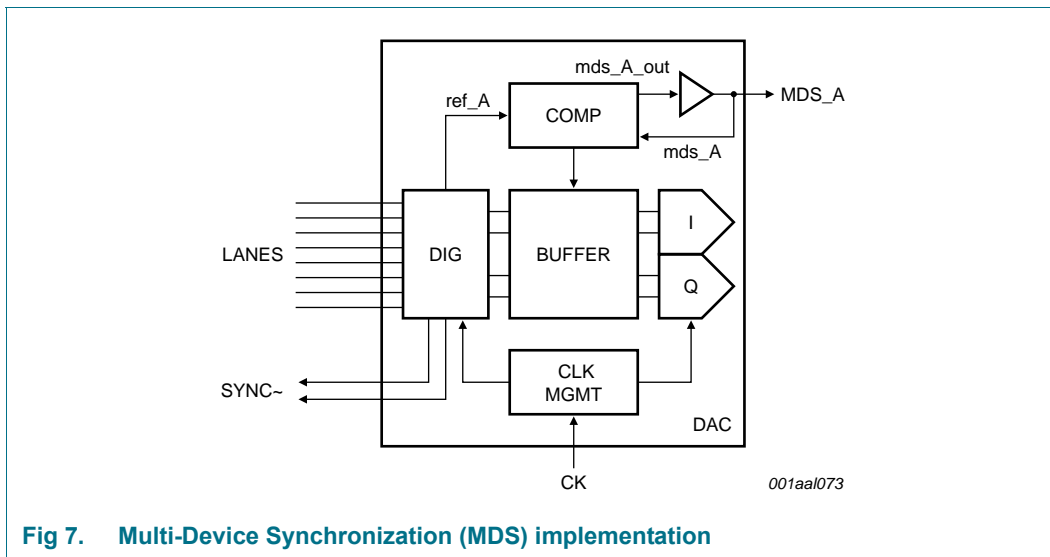 mds_A_out
MDS_A
ref_A
COMP
mds_A
LANES
DIG
BUFFER
I
Q
SYNC~
CLK
MGMT
DAC
CK
001aal073
Fig 7. Multi-Device Synchronization (MDS) implementation